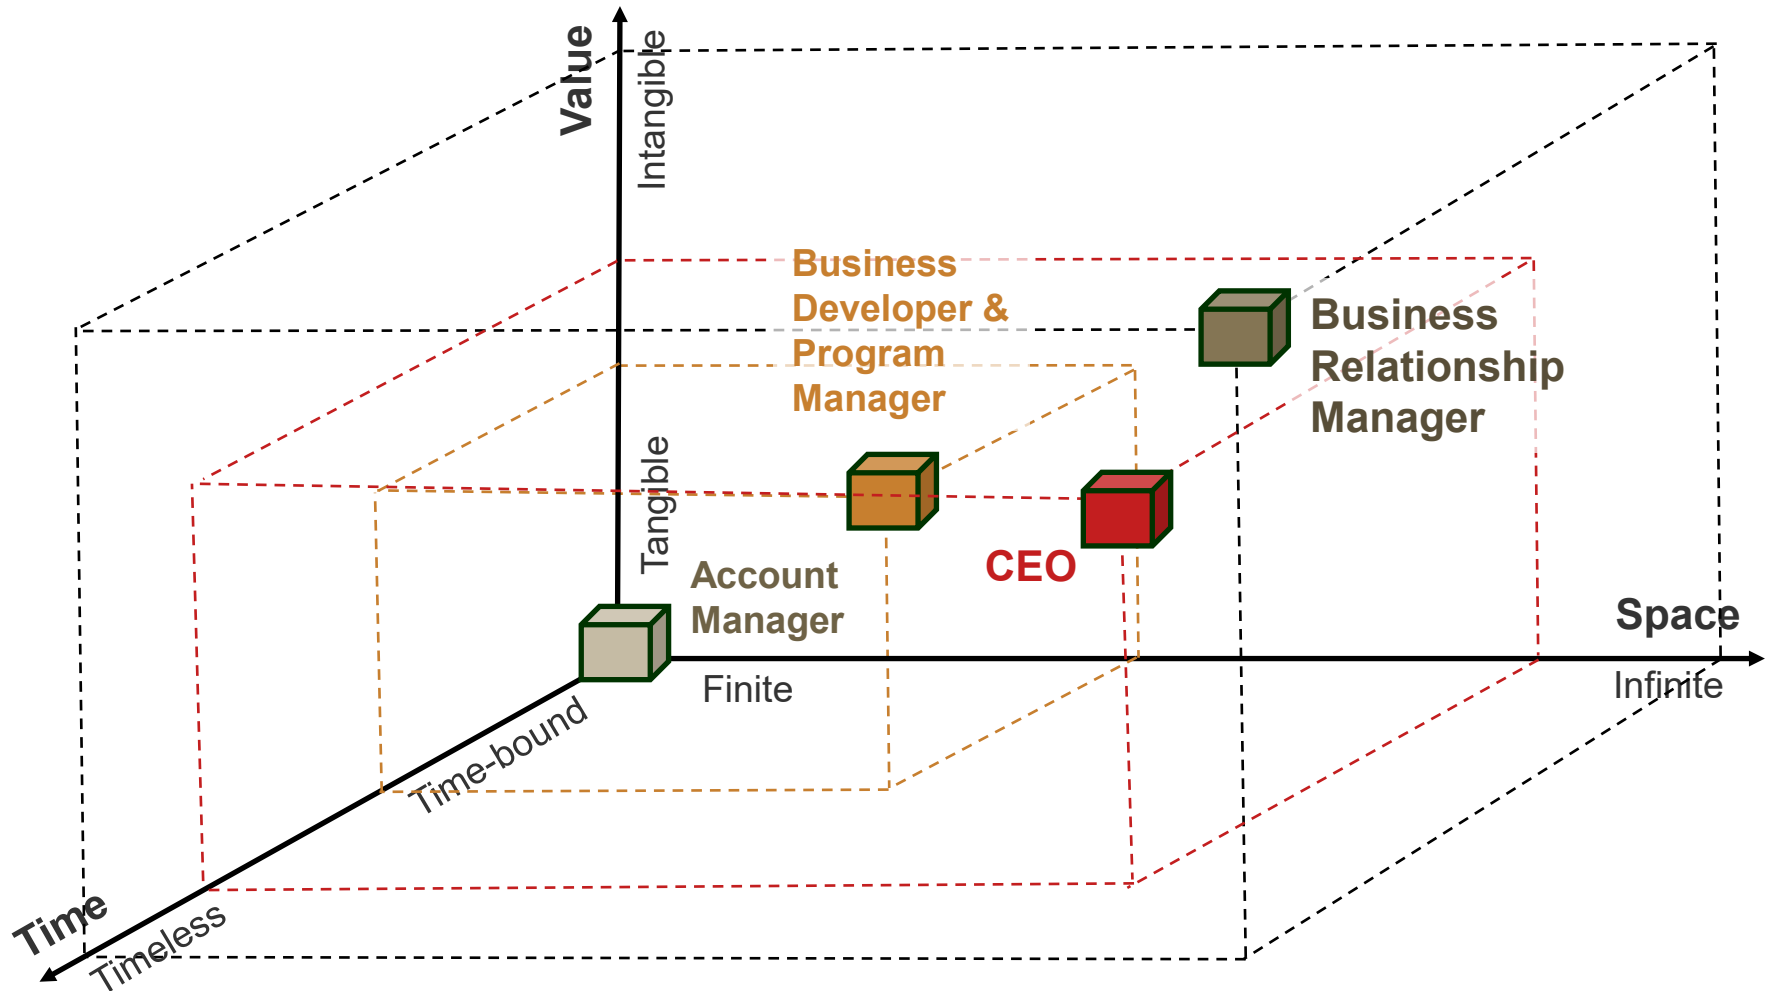 Value
Intangible
Business
Developer &
Program
Manager
Business
Relationship
Manager
Tangible
CEO
Account
Manager
Space
Finite
Infinite
Time-bound
Time
Timeless